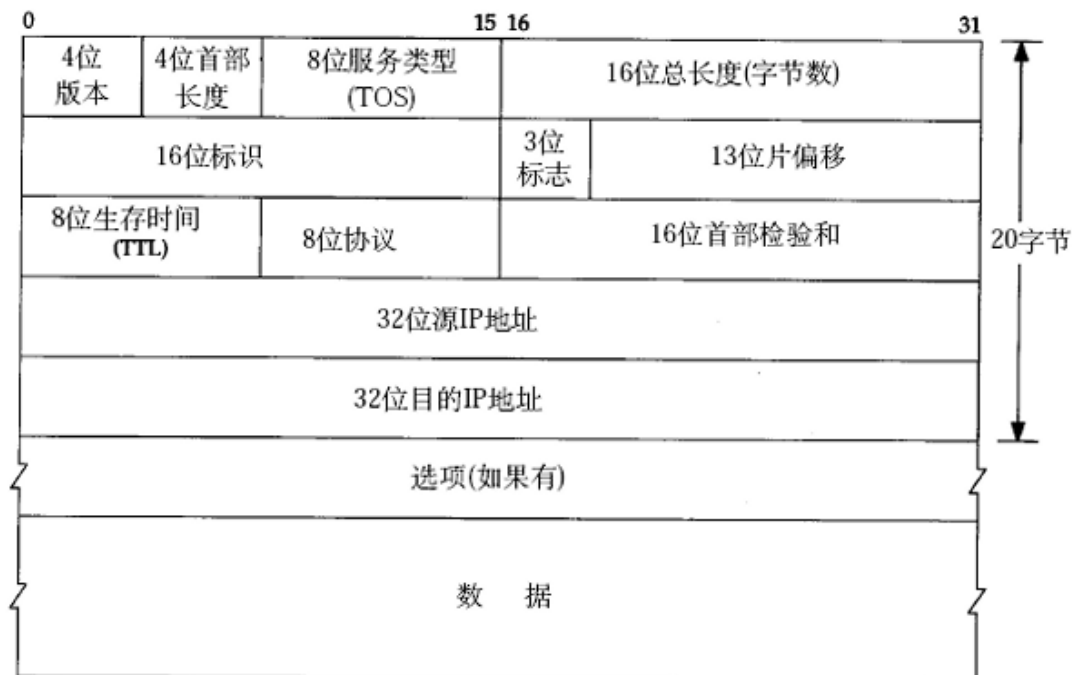 0 15 16 31
4位 版本
4位首部 长度
8位服务类型 (TOS)
16位总长度(字节数)
16位标识
3位 标志
13位片偏移
8位生存时间 (TTL)
8位协议
16位首部检验和
20字节
32位源IP地址
32位目的IP地址
选项(如果有)
数 据